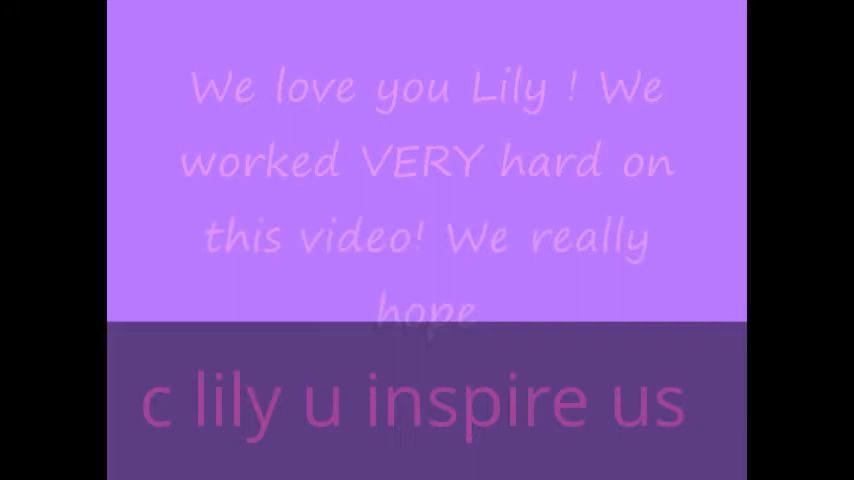 We love you Lily ! We
worked VERY hard on
this video! We really
hope
c lily u inspire us